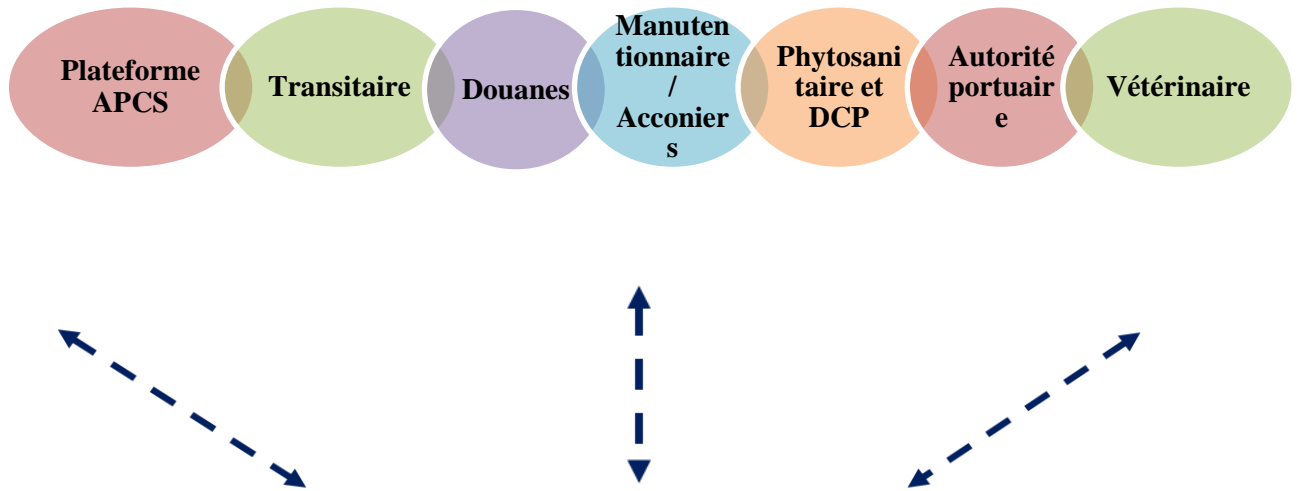 Plateforme
APCS
Transitaire
Douanes
Manuten
tionnaire
/
Acconier
s
Phytosani
taire et
DCP
Autorité
portuair
e
Vétérinaire